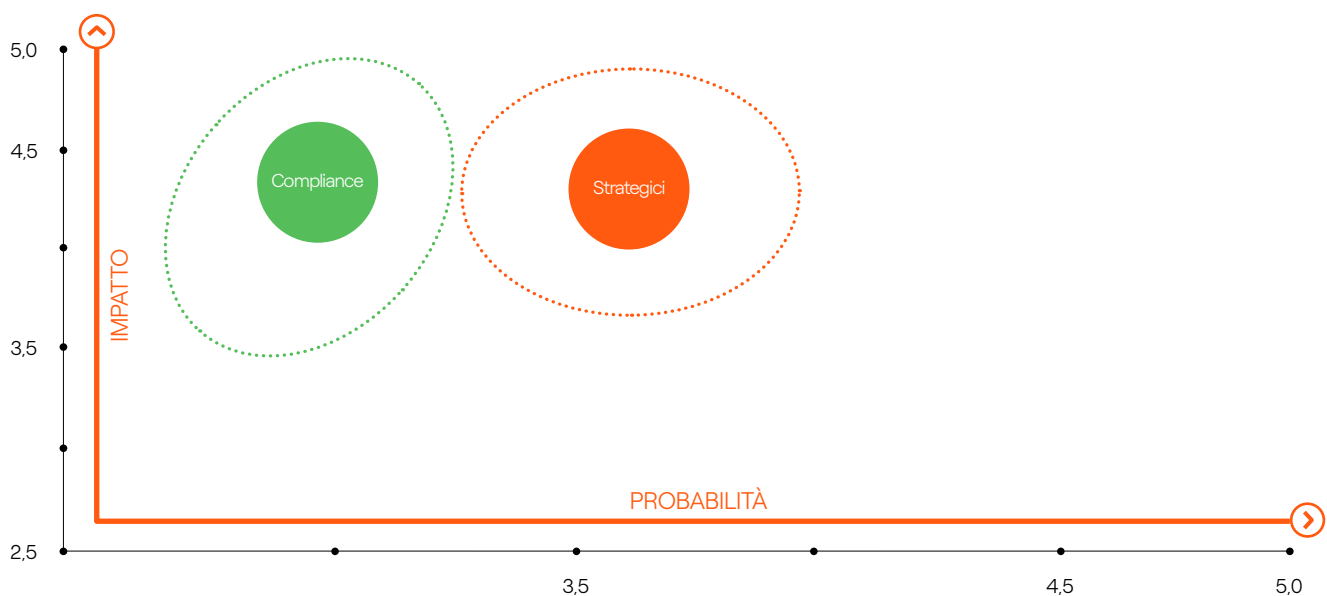 5,0
4,5
3,5
2,5
IMPATTO
Compliance
Strategici
PROBABILITÀ
3,5
4,5
5,0